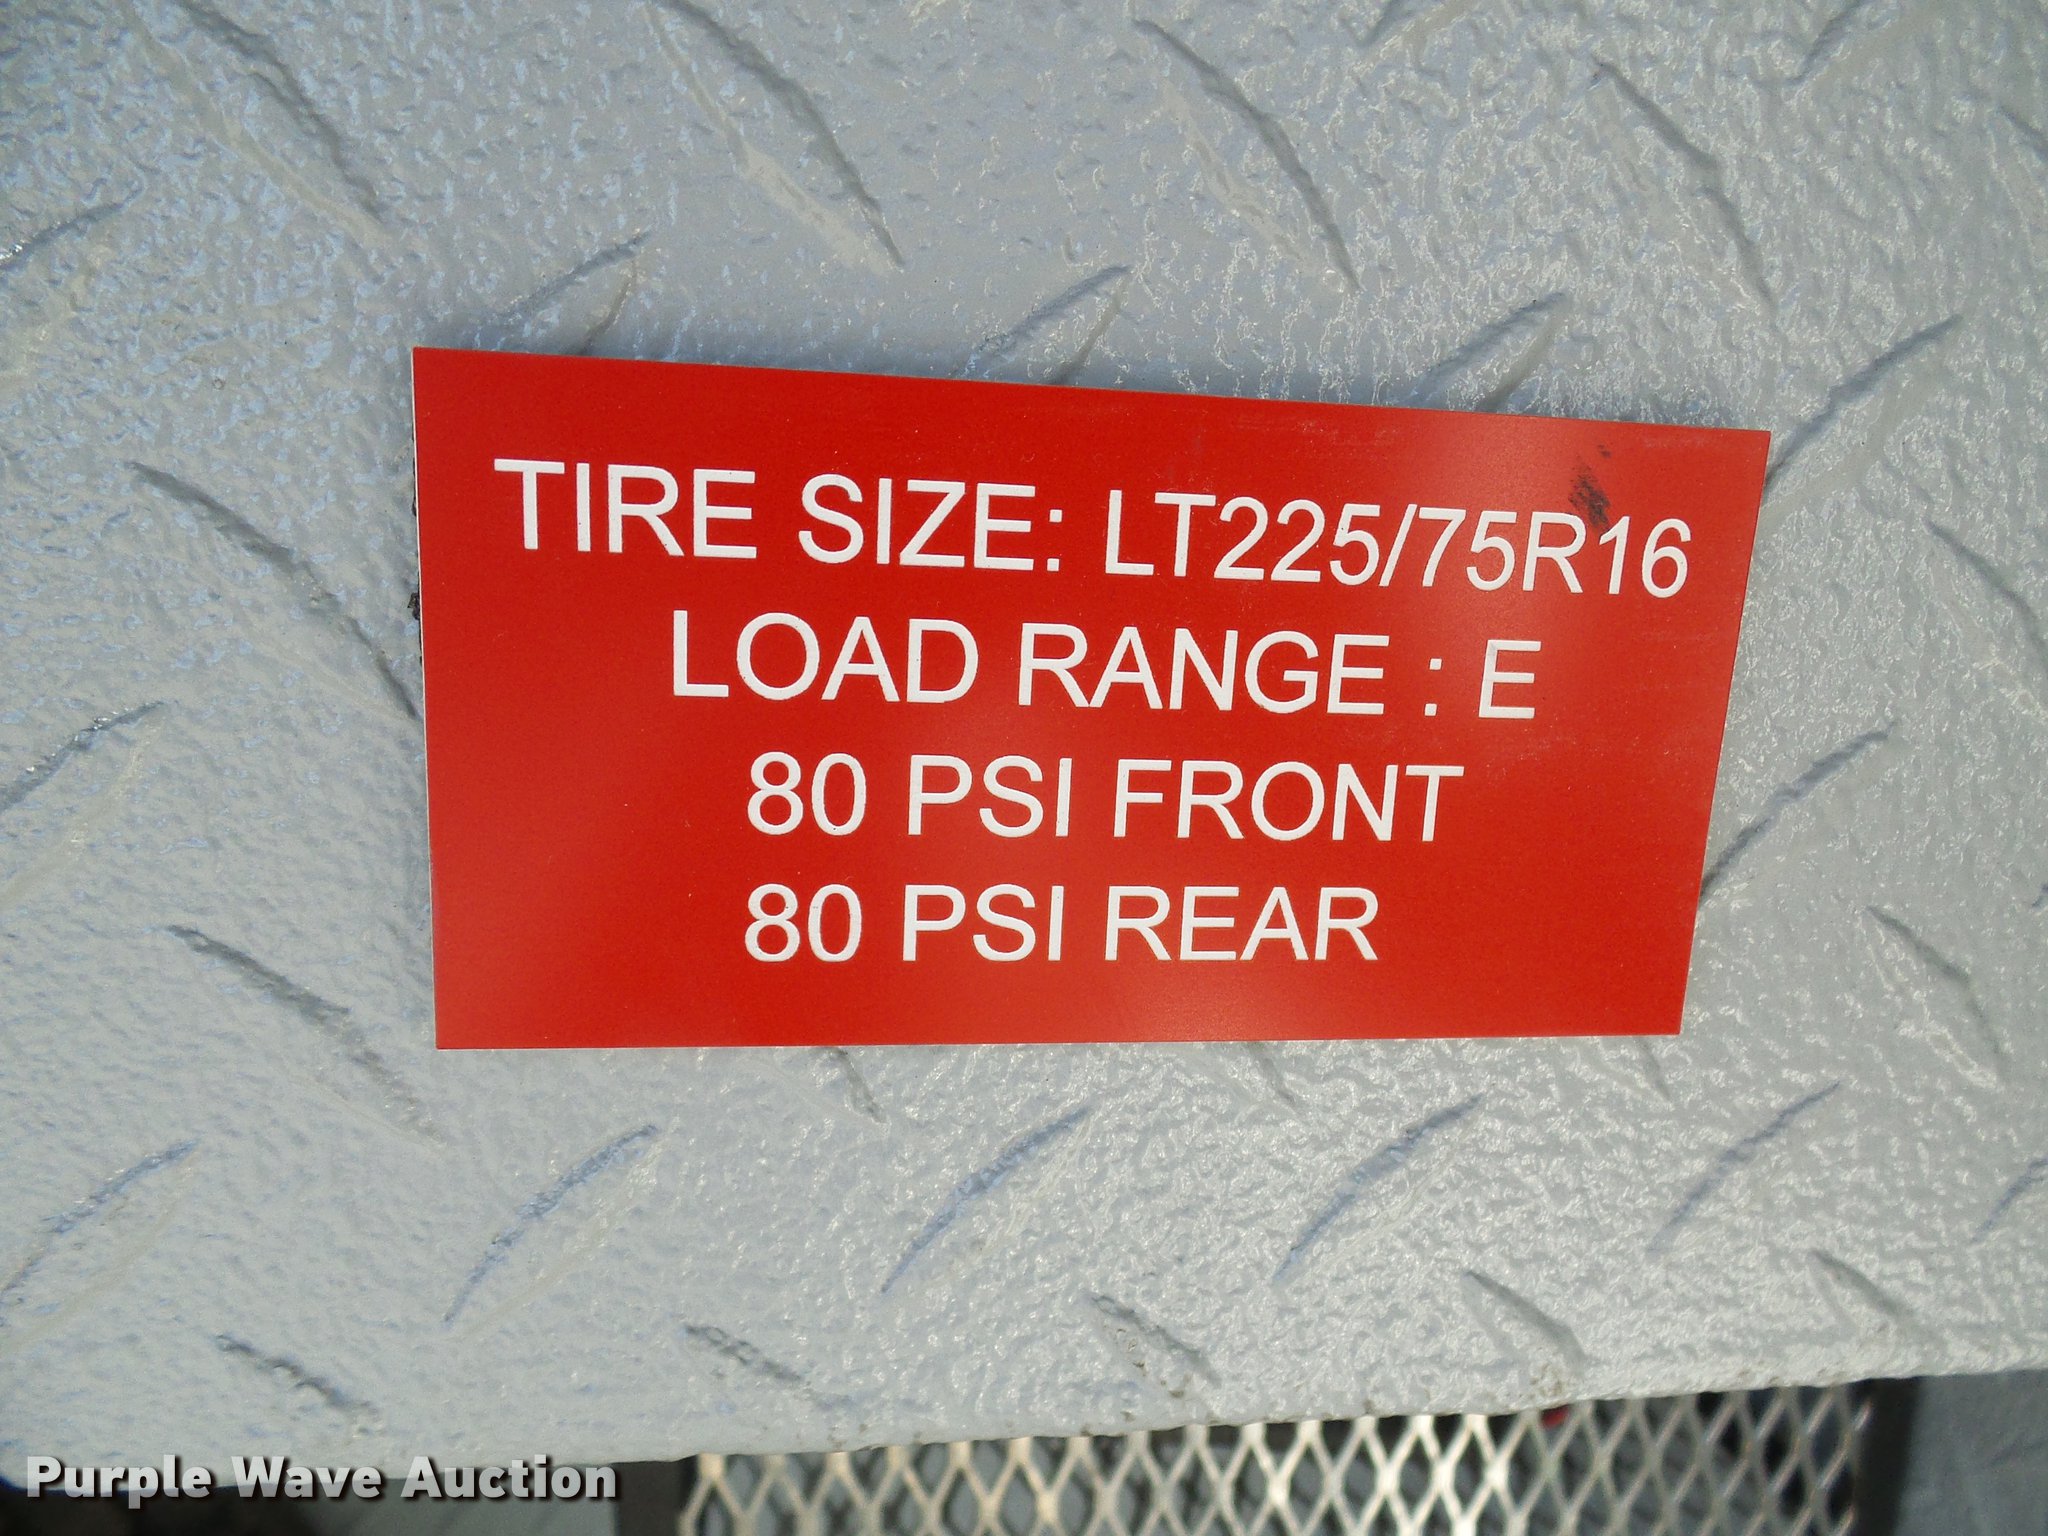 TIRE SIZE: LT225/75R16
LOAD RANGE : E
80 PSI FRONT
80 PSI REAR
Purple Wave Auction